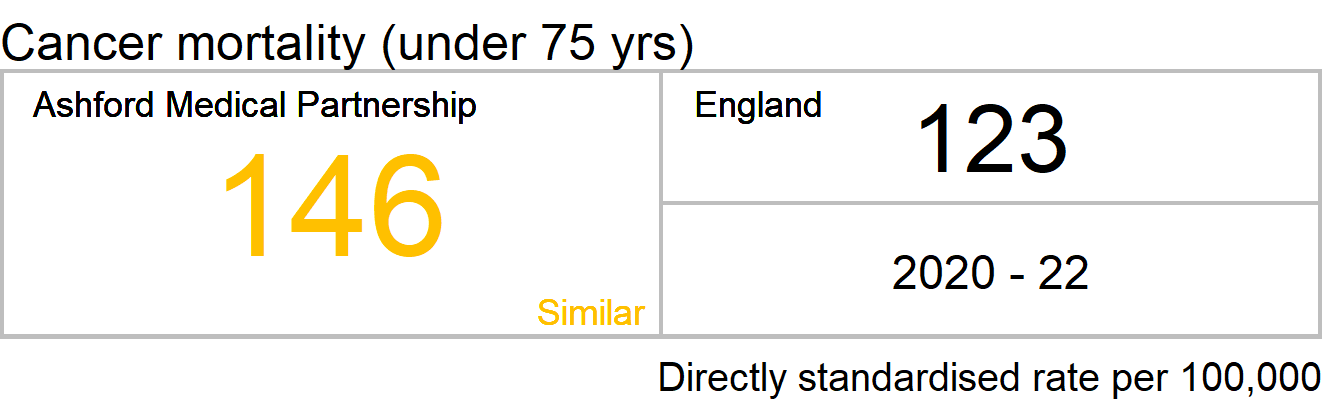 Cancer mortality (under 75 yrs)
Ashford Medical Partnership
146
Similar
England
123
2020 - 22
Directly standardised rate per 100,000